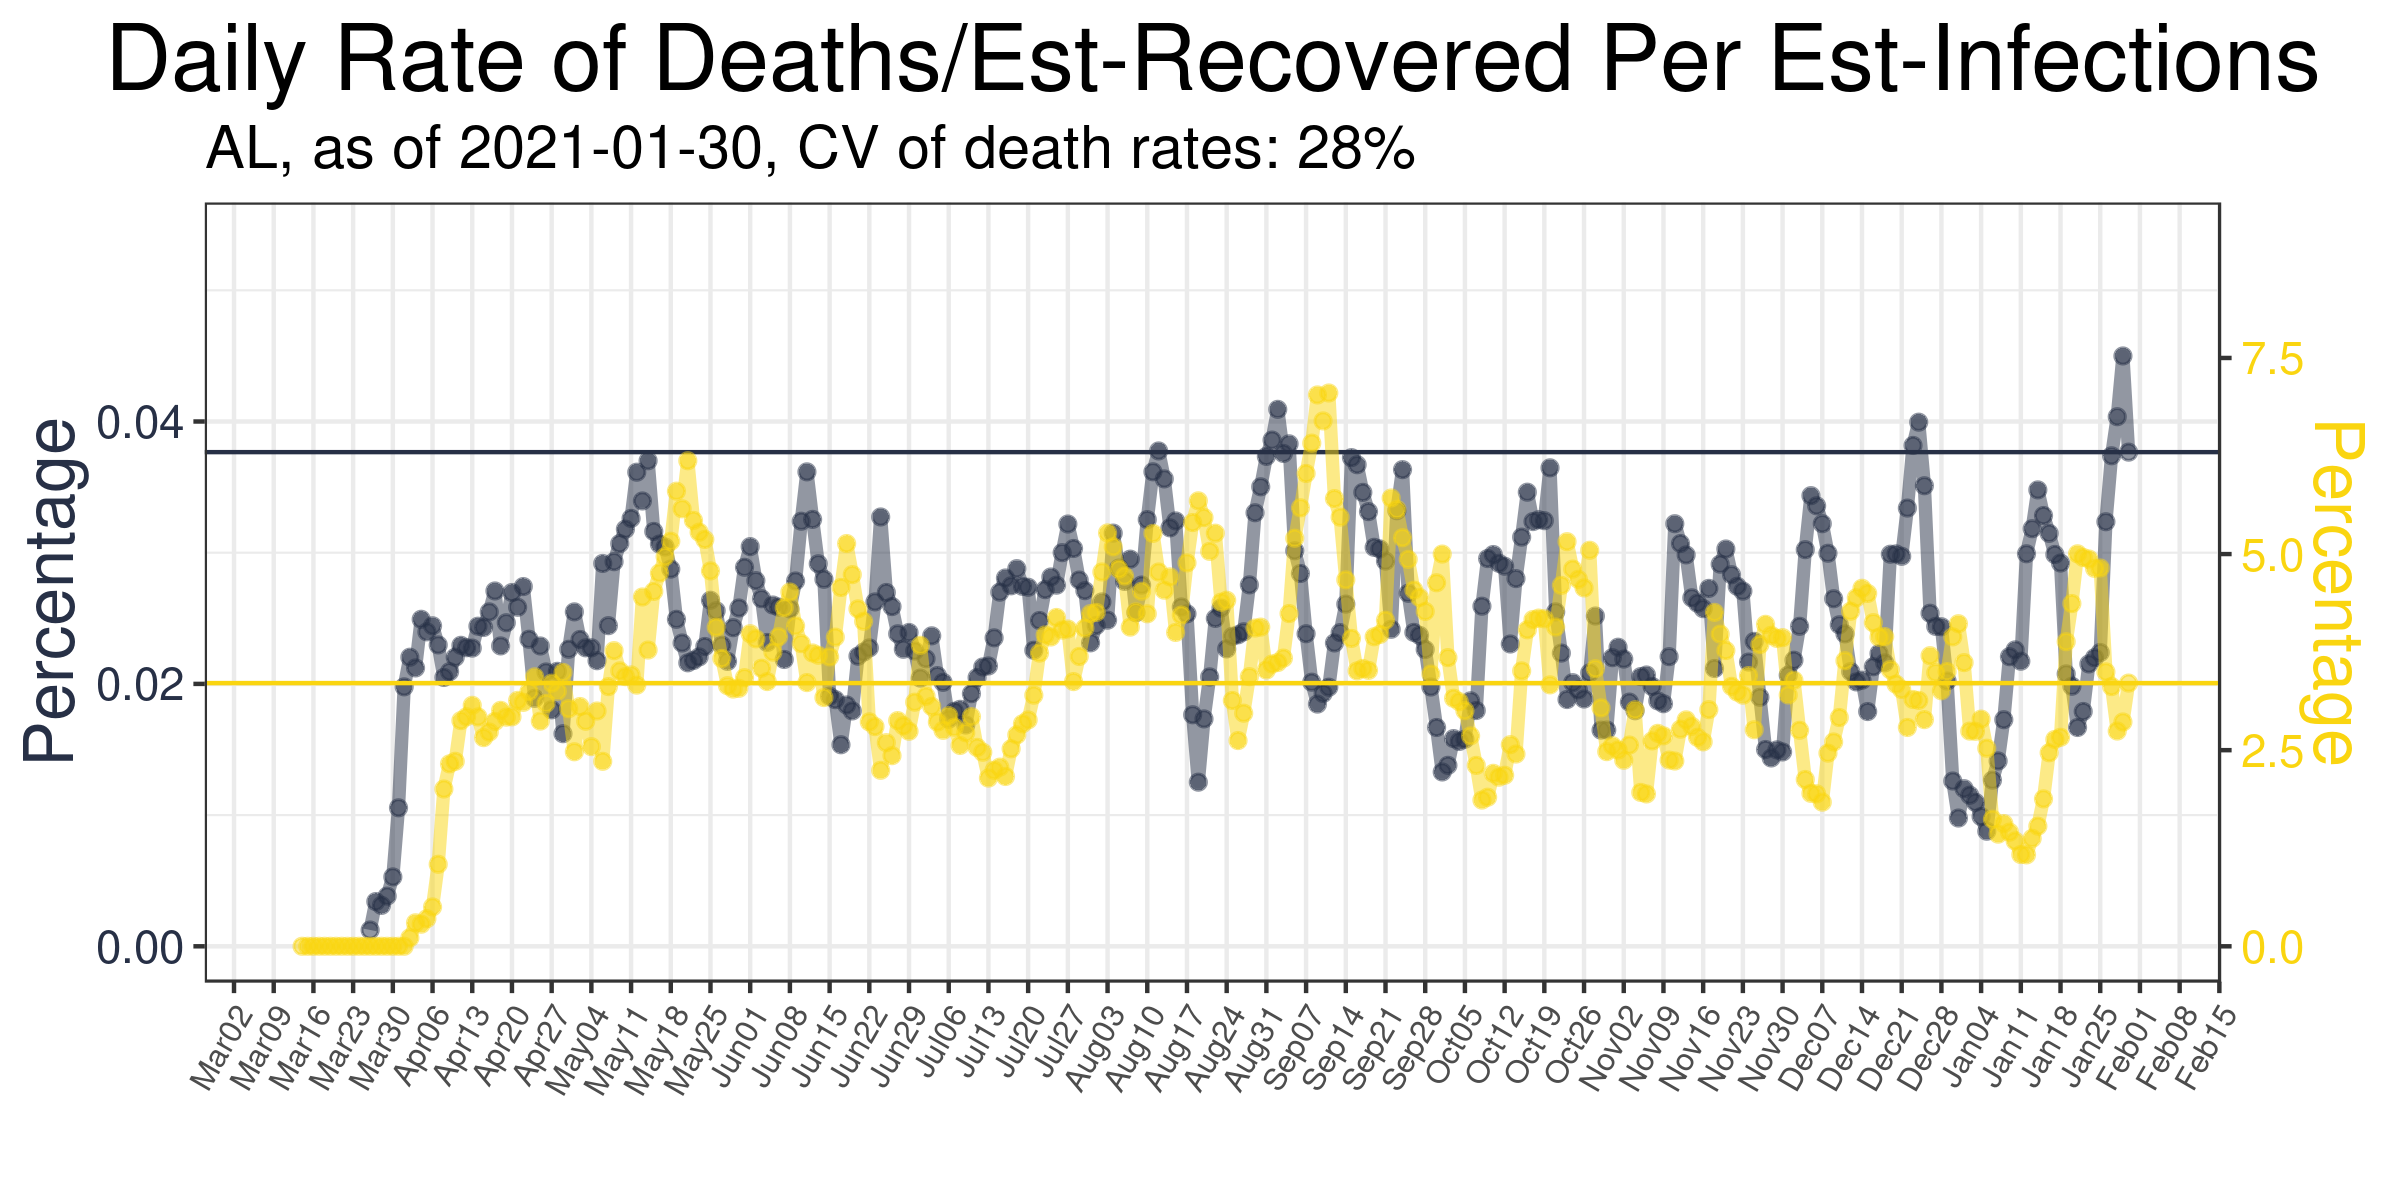 Daily Rate of Deaths/Est-Recovered Per Est-Infections
AL, as of 2021-01-30, CV of death rates: 28%
Percentage
0.04
0.02
0.00
7.5
5.0
2.5
0.0
Percentage
Mar02
Mar09
Mar16
Mar23
Mar30
Apr06
Apr13
Apr20
Apr27
May04
May11
May18
May25
Jun01
Jun08
Jun15
Jun22
Jun29
Jul06
Jul13
Jul20
Jul27
Aug03
Aug10
Aug17
Aug24
Aug31
Sep07
Sep14
Sep21
Sep28
Oct05
Oct12
Oct19
Oct26
Nov02
Nov09
Nov16
Nov23
Nov30
Dec07
Dec14
Dec21
Dec28
Jan04
Jan11
Jan18
Jan25
Feb01
Feb08
Feb15